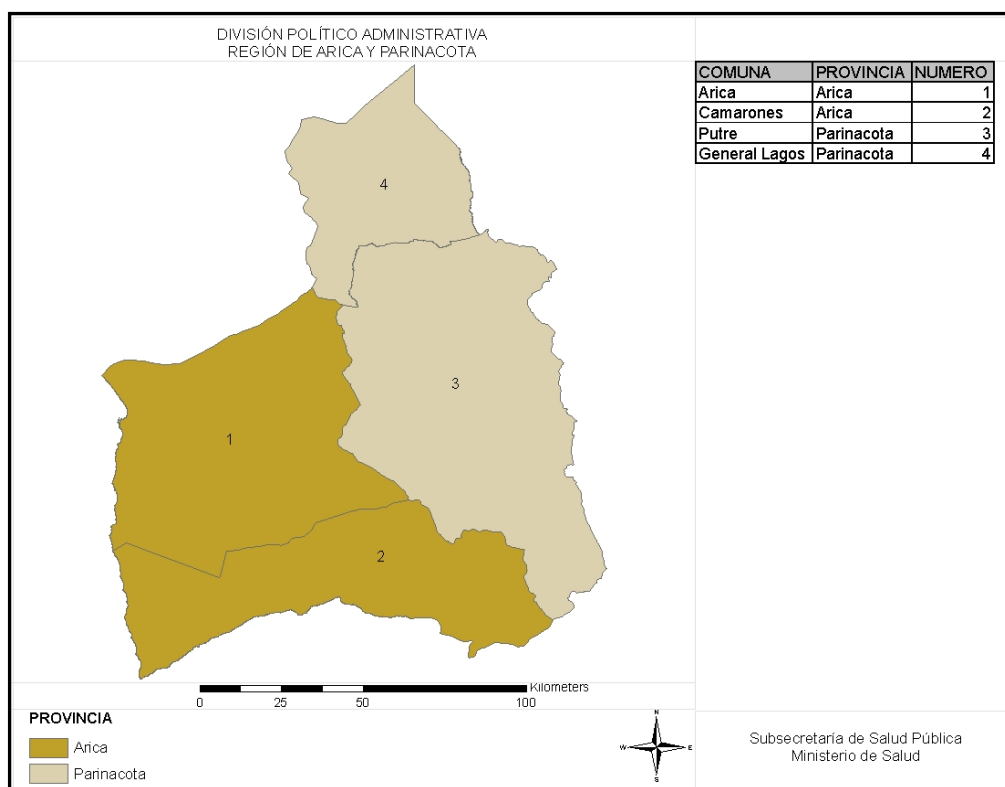 DIVISIÓN POLÍTICO ADMINISTRATIVA
REGIÓN DE ARICA Y PARINACOTA
COMUNA PROVINCIA NUMERO
Arica Arica 1
Camarones Arica 2
Putre Parinacota 3
General Lagos Parinacota 4
4
3
1
2
Kilometers
0 25 50 100
PROVINCIA
Arica
Parinacota
N
W E
S
Subsecretaría de Salud Pública
Ministerio de Salud